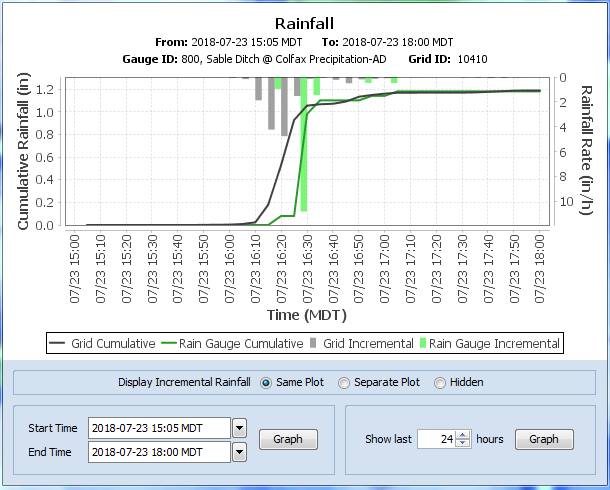 Rainfall
From: 2018-07-23 15:05 MDT To: 2018-07-23 18:00 MDT
Gauge ID: 800, Sable Ditch @ Colfax Precipitation-AD Grid ID: 10410
Cumulative Rainfall (in)
1.2
1.0
0.8
0.6
0.4
0.2
0.0
0
2
4
6
8
10
Rainfall Rate (in/h)
07/23 15:00
07/23 15:10
07/23 15:20
07/23 15:30
07/23 15:40
07/23 15:50
07/23 16:00
07/23 16:10
07/23 16:20
07/23 16:30
07/23 16:40
07/23 16:50
07/23 17:00
07/23 17:10
07/23 17:20
07/23 17:30
07/23 17:40
07/23 17:50
07/23 18:00
Time (MDT)
Grid Cumulative Rain Gauge Cumulative Grid Incremental Rain Gauge Incremental
Display Incremental Rainfall Same Plot Separate Plot Hidden
Start Time 2018-07-23 15:05 MDT
End Time 2018-07-23 18:00 MDT
Graph
Show last 24 hours Graph